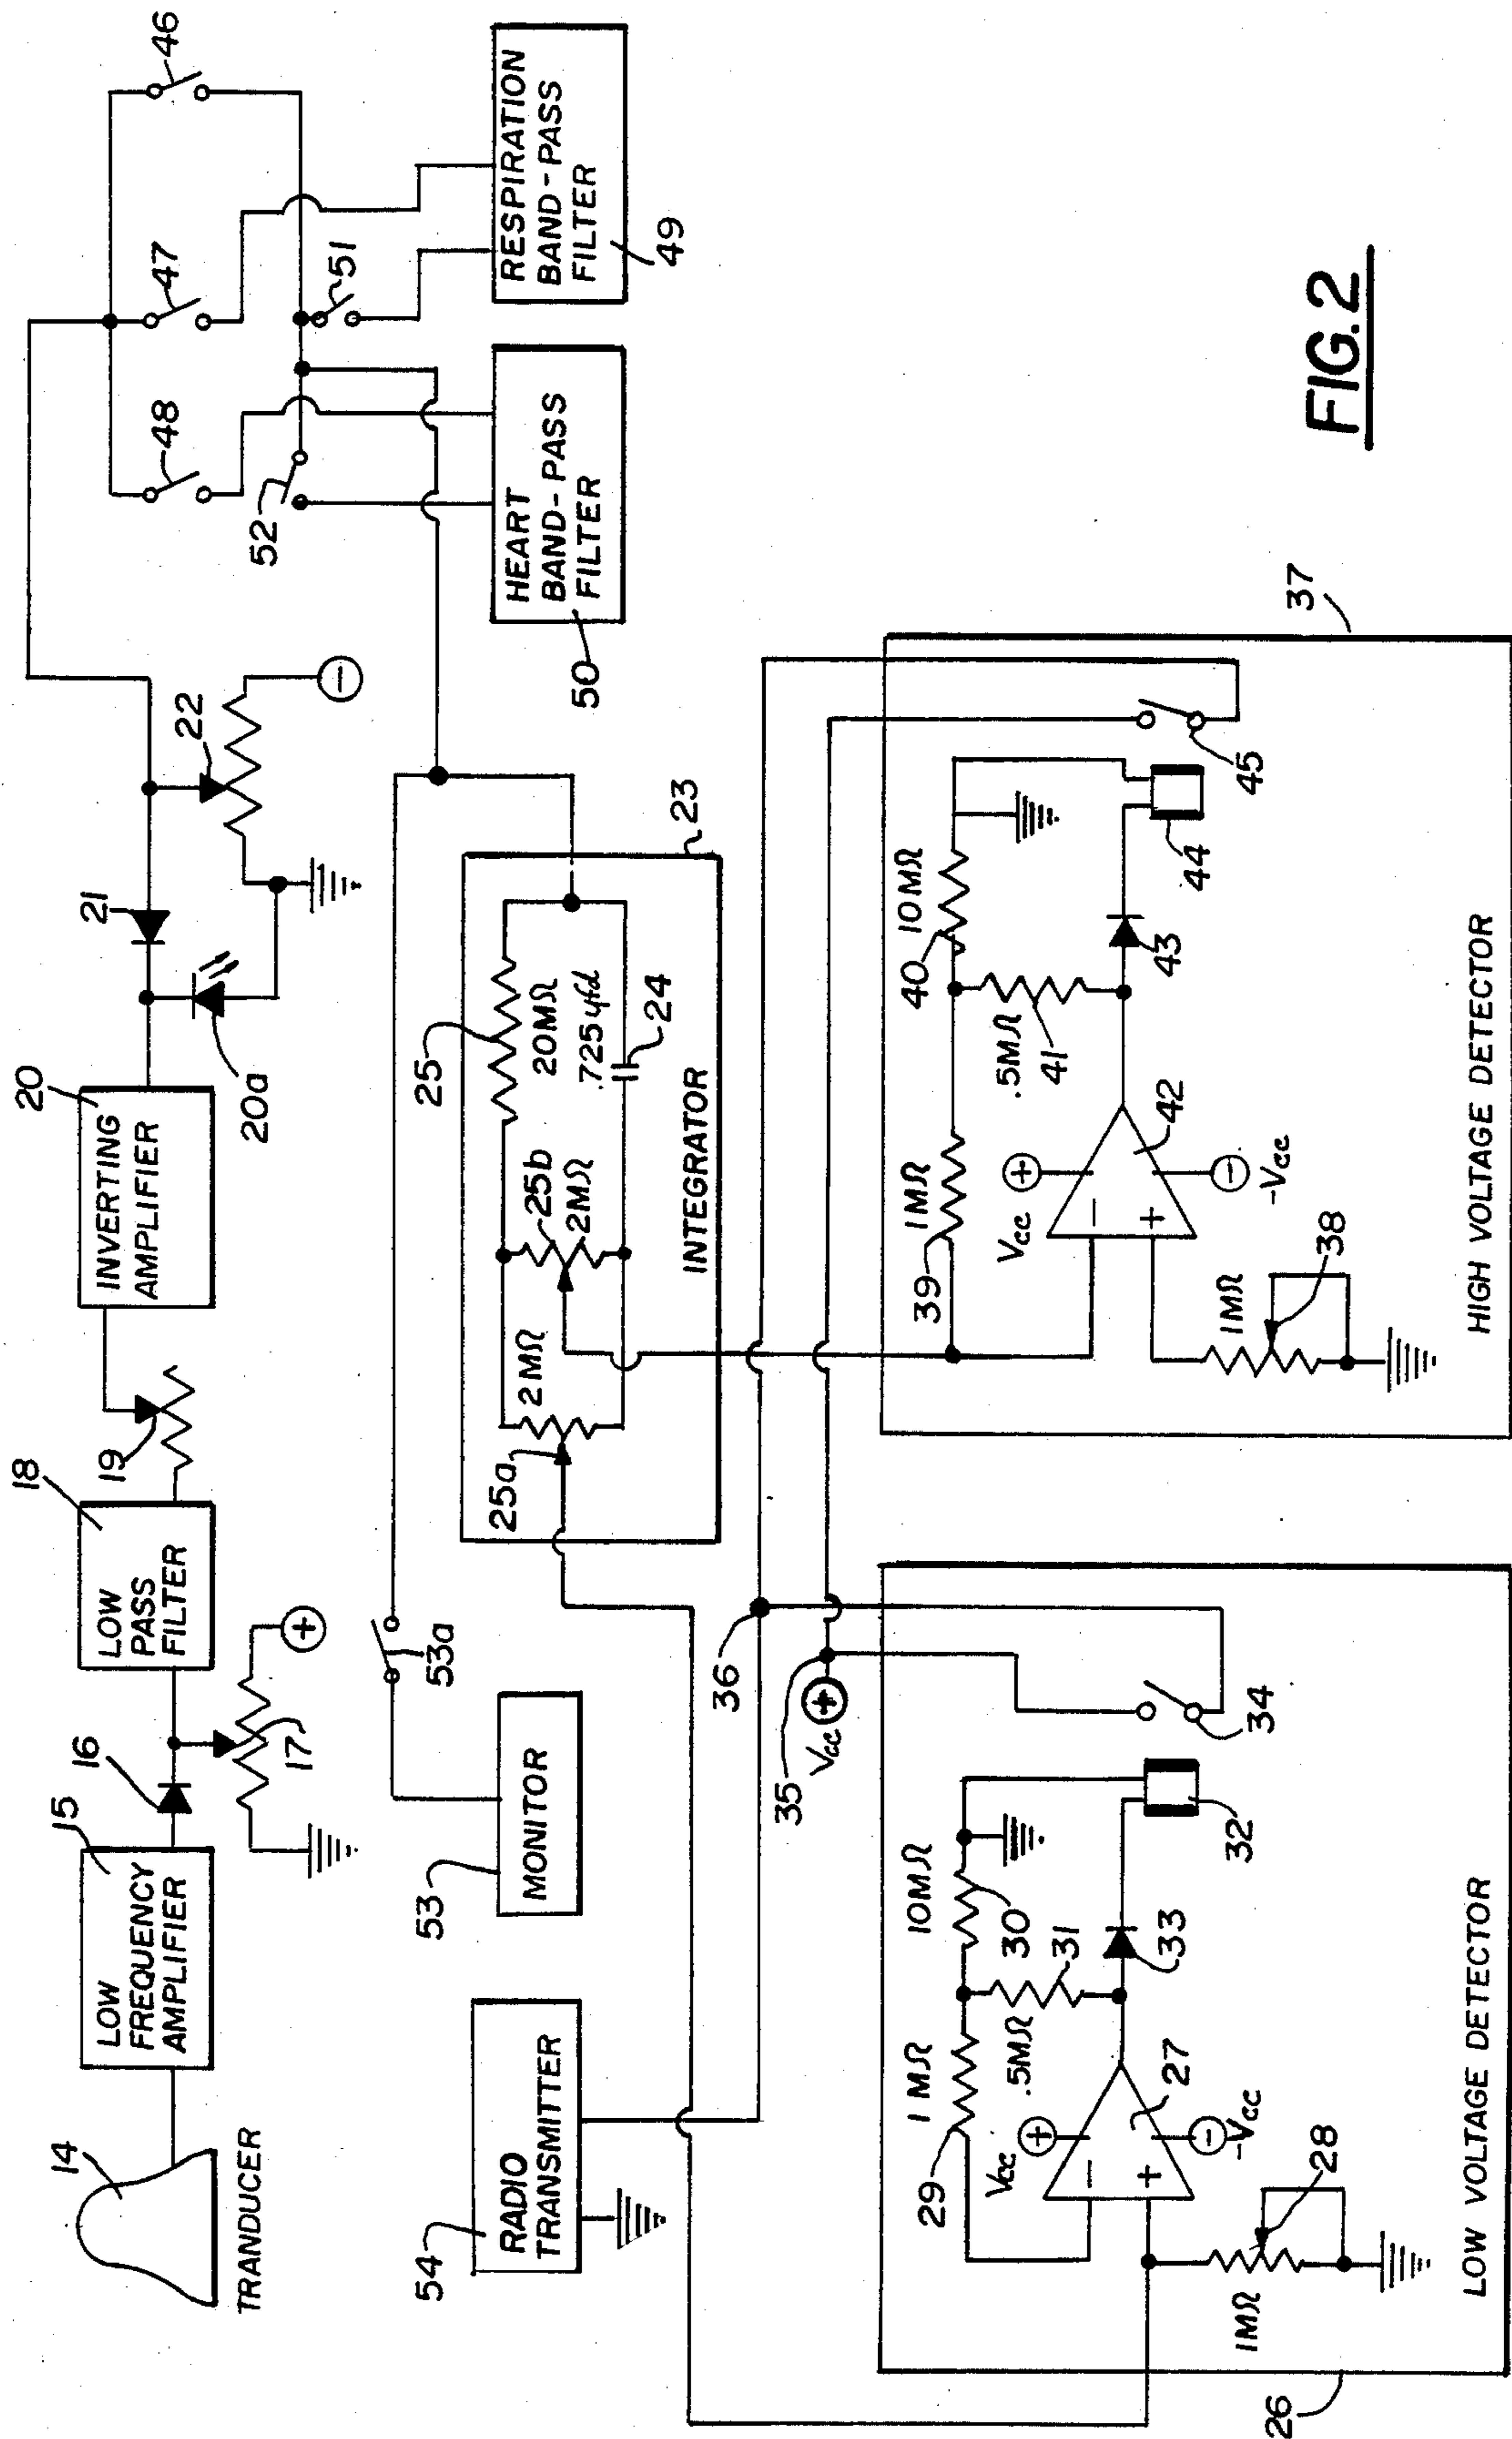 14
TRANDUCER
15
LOW
FREQUENCY
AMPLIFIER
16
17
+
18
LOW
PASS
FILTER
19
20
INVERTING
AMPLIFIER
20a
21
22
−
46
47
48
51
52
RESPIRATION
BAND-PASS
FILTER
49
HEART
BAND-PASS
FILTER
50
54
RADIO
TRANSMITTER
53
MONITOR
53a
25
20MΩ
.725 µfd
24
25a
2MΩ
25b
2MΩ
INTEGRATOR
23
36
35
Vcc +
29
1MΩ
10MΩ
30
.5MΩ
31
Vcc
+
−
+
27
−
-Vcc
33
32
34
1MΩ
28
LOW VOLTAGE DETECTOR
26
39
1MΩ
40
10MΩ
.5MΩ
41
Vcc
+
−
+
42
−
-Vcc
43
44
45
1MΩ
38
HIGH VOLTAGE DETECTOR
37
FIG. 2